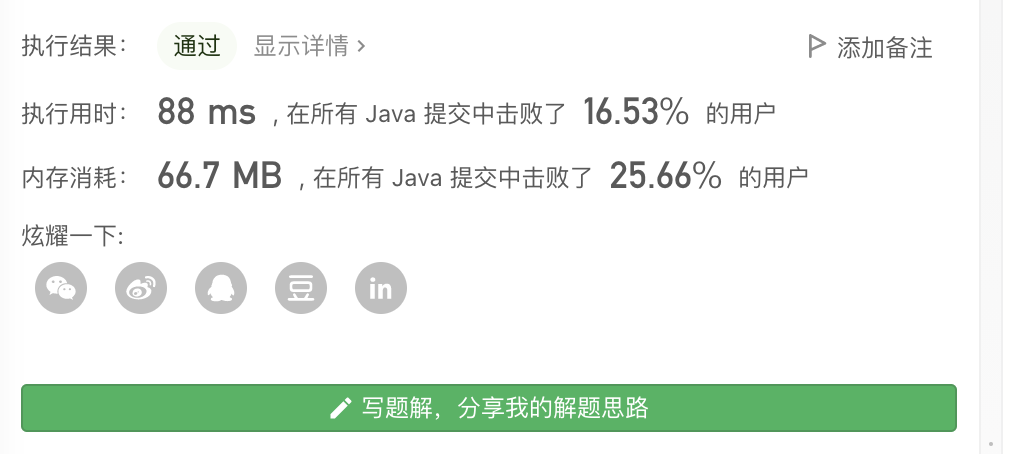 执行结果： 通过 显示详情 › 添加备注
执行用时： 88 ms ，在所有 Java 提交中击败了 16.53% 的用户
内存消耗： 66.7 MB ，在所有 Java 提交中击败了 25.66% 的用户
炫耀一下:
豆 in
写题解，分享我的解题思路